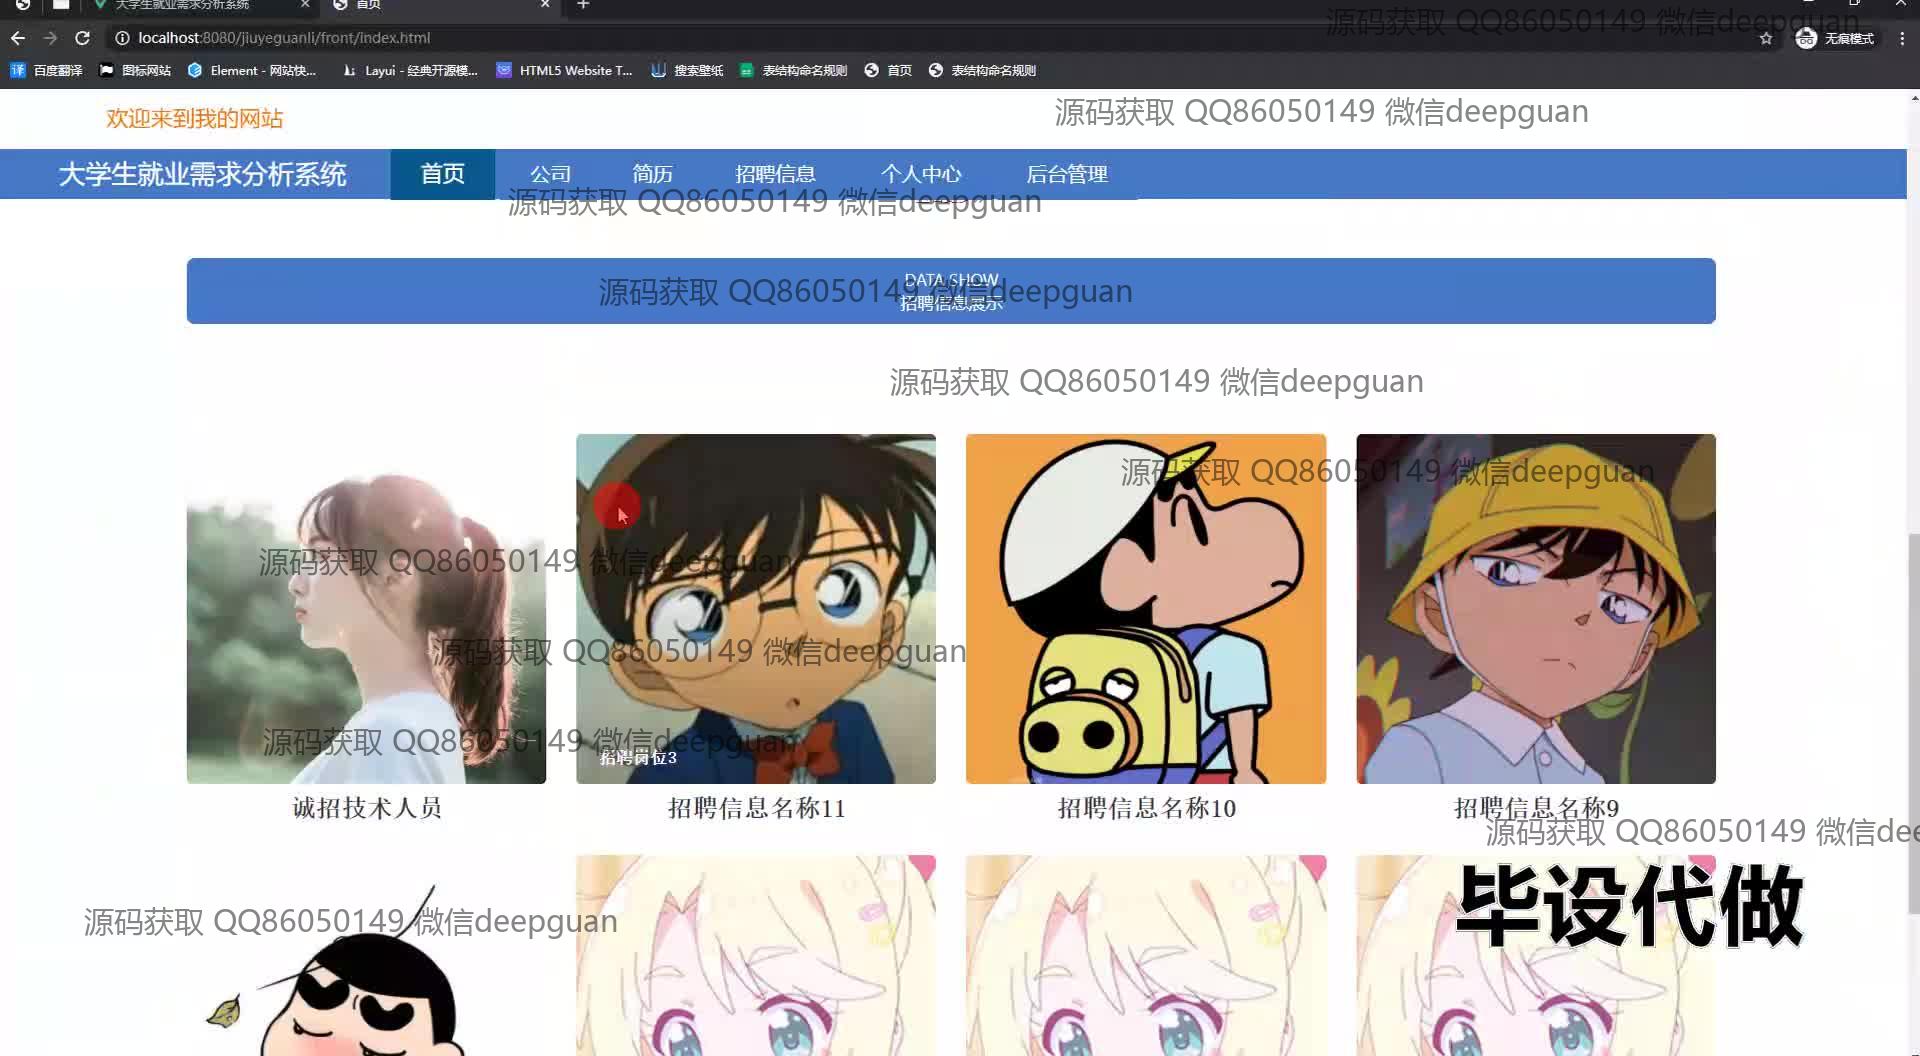 大学生就业需求分析系统
首页
源码获取 QQ86050149 微信deepguan
localhost:8080/jiuyeguanli/front/index.html
无痕模式
百度翻译
图标网站
Element - 网站快...
Layui - 经典开源模...
HTML5 Website T...
搜索壁纸
表结构命名规则
首页
表结构命名规则
欢迎来到我的网站
源码获取 QQ86050149 微信deepguan
大学生就业需求分析系统
首页
公司
简历
招聘信息
个人中心
后台管理
源码获取 QQ86050149 微信deepguan
DATA SHOW
源码获取 QQ86050149 微信deepguan
招聘信息展示
源码获取 QQ86050149 微信deepguan
源码获取 QQ86050149 微信deepguan
源码获取 QQ86050149 微信deepguan
源码获取 QQ86050149 微信deepguan
源码获取 QQ86050149 微信deepguan
招聘岗位3
诚招技术人员
招聘信息名称11
招聘信息名称10
招聘信息名称9
源码获取 QQ86050149 微信dee
毕设代做
源码获取 QQ86050149 微信deepguan